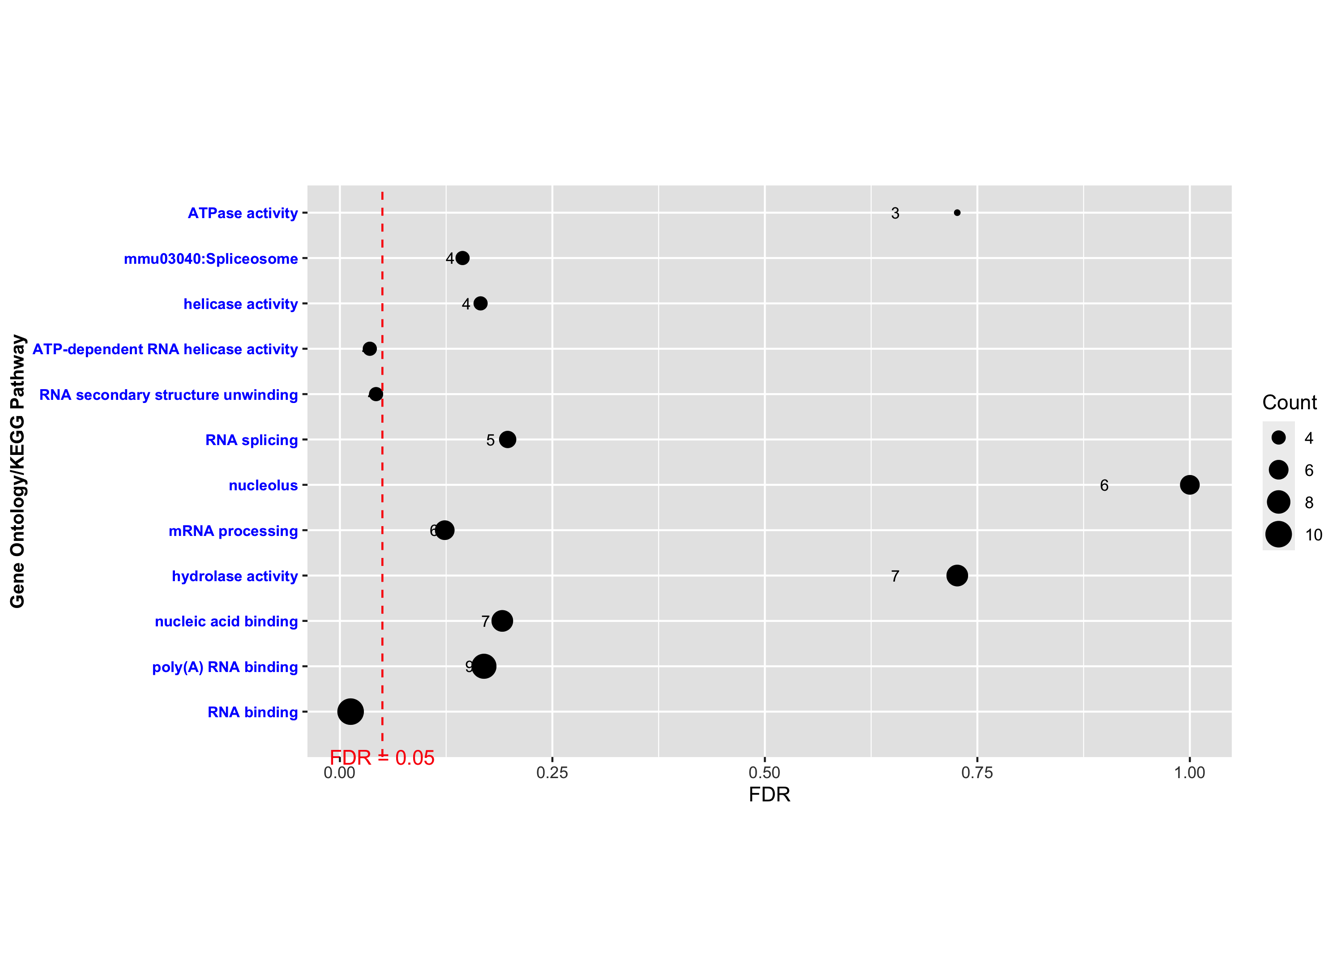 Gene Ontology/KEGG Pathway
ATPase activity
3
mmu03040:Spliceosome
4
helicase activity
4
ATP-dependent RNA helicase activity
RNA secondary structure unwinding
RNA splicing
5
nucleolus
6
mRNA processing
6
hydrolase activity
7
nucleic acid binding
7
poly(A) RNA binding
9
RNA binding
FDR = 0.05
0.00 0.25 0.50 0.75 1.00
FDR
Count
4
6
8
10